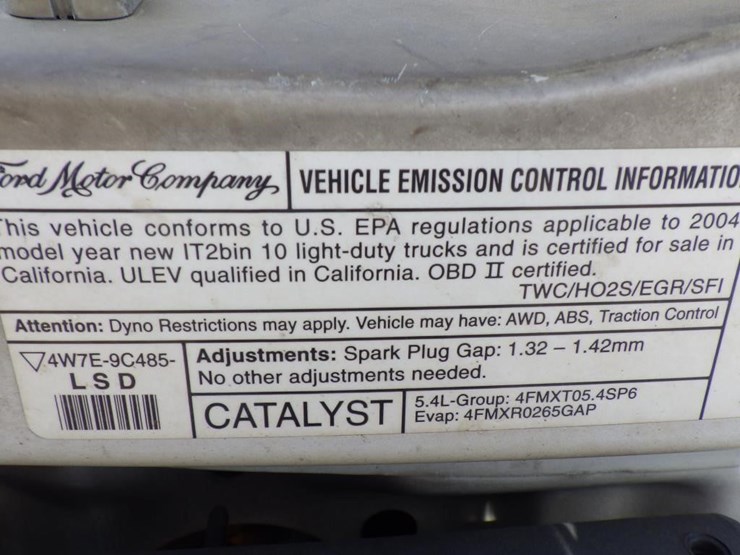 Ford Motor Company VEHICLE EMISSION CONTROL INFORMATIO
This vehicle conforms to U.S. EPA regulations applicable to 2004
model year new IT2bin 10 light-duty trucks and is certified for sale in
California. ULEV qualified in California. OBD II certified.
TWC/HO2S/EGR/SFI
Attention: Dyno Restrictions may apply. Vehicle may have: AWD, ABS, Traction Control
▽4W7E-9C485-
LSD
Adjustments: Spark Plug Gap: 1.32 – 1.42mm
No other adjustments needed.
CATALYST
5.4L-Group: 4FMXT05.4SP6
Evap: 4FMXR0265GAP